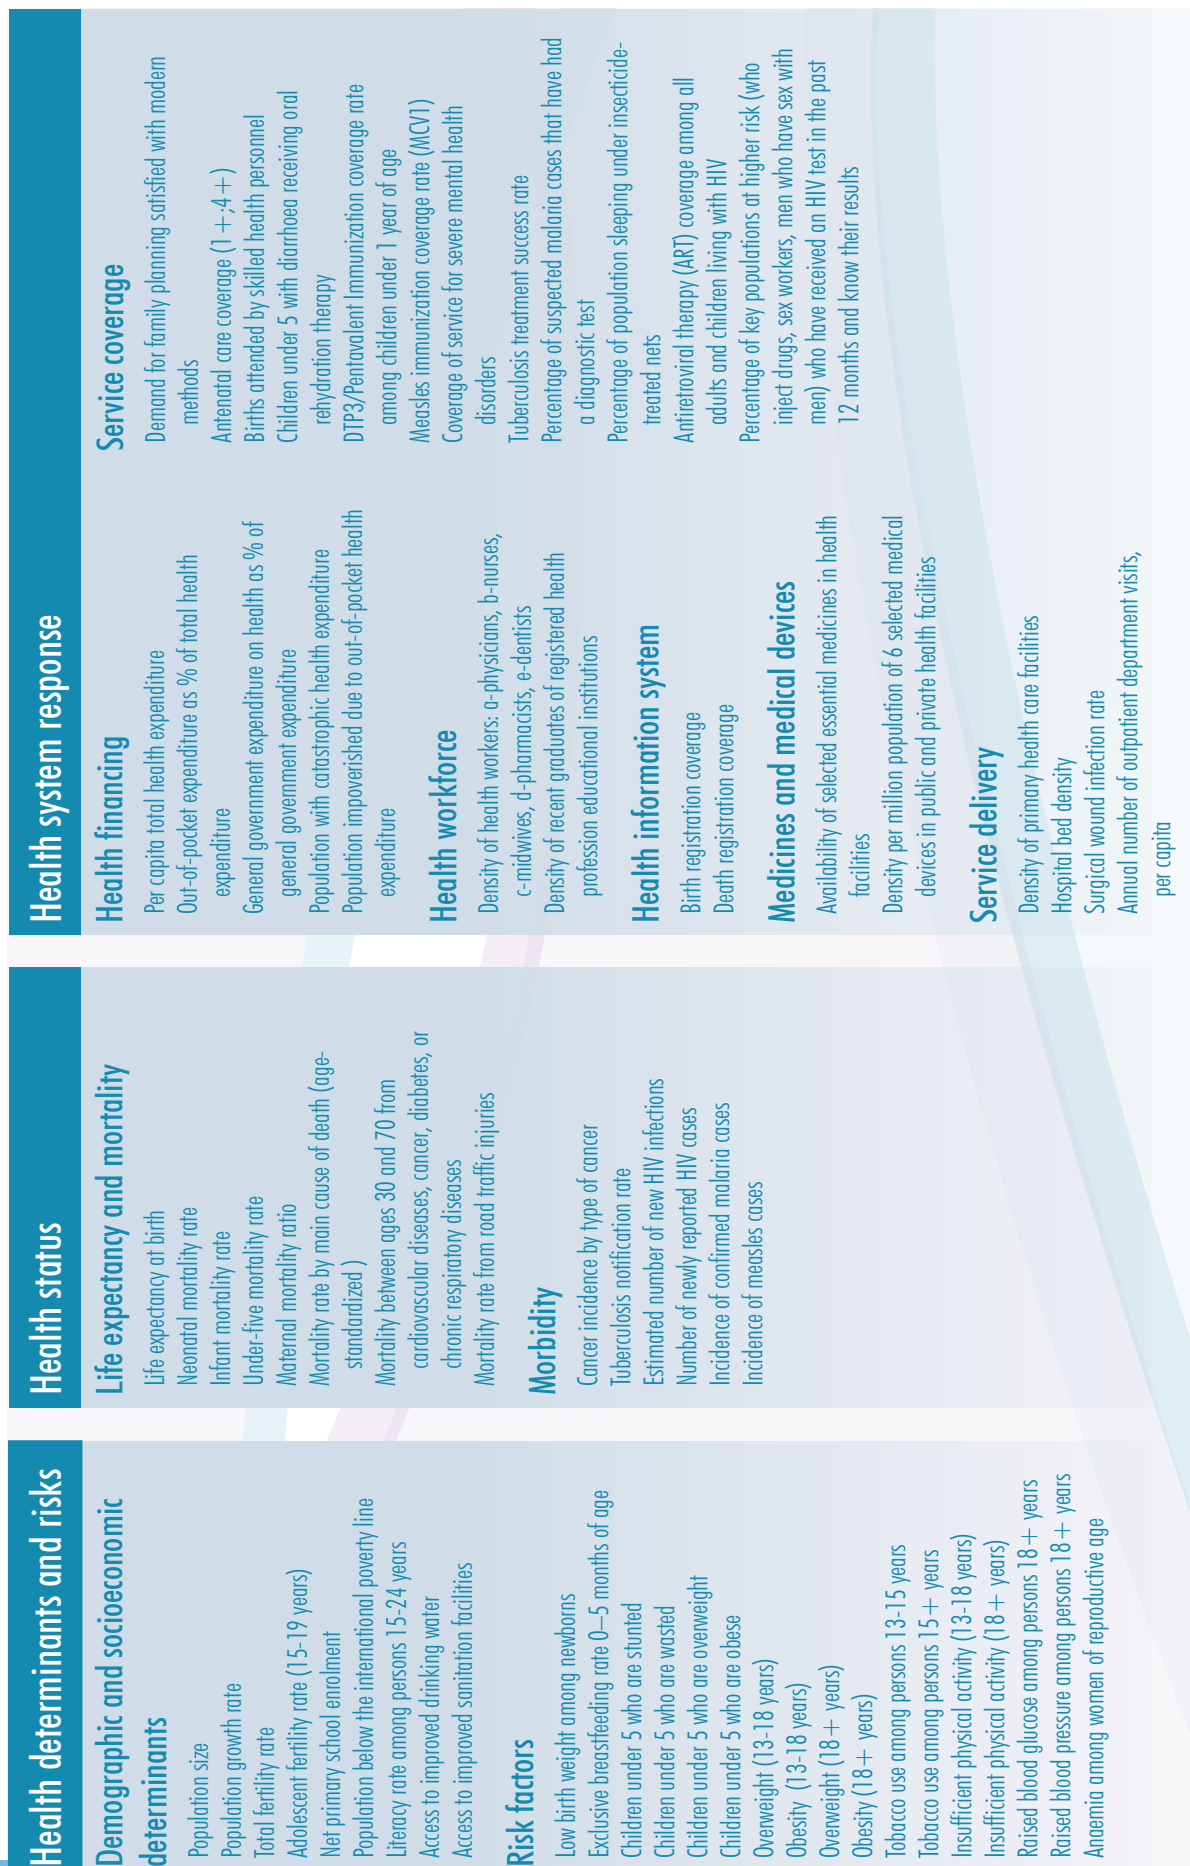 Health determinants and risks
Demographic and socioeconomic
determinants
Population size
Population growth rate
Total fertility rate
Adolescent fertility rate (15-19 years)
Net primary school enrolment
Population below the international poverty line
Literacy rate among persons 15-24 years
Access to improved drinking water
Access to improved sanitation facilities
Risk factors
Low birth weight among newborns
Exclusive breastfeeding rate 0–5 months of age
Children under 5 who are stunted
Children under 5 who are wasted
Children under 5 who are overweight
Children under 5 who are obese
Overweight (13-18 years)
Obesity (13-18 years)
Overweight (18+ years)
Obesity (18+ years)
Tobacco use among persons 13-15 years
Tobacco use among persons 15+ years
Insufficient physical activity (13-18 years)
Insufficient physical activity (18+ years)
Raised blood glucose among persons 18+ years
Raised blood pressure among persons 18+ years
Anaemia among women of reproductive age
Health status
Life expectancy and mortality
Life expectancy at birth
Neonatal mortality rate
Infant mortality rate
Under-five mortality rate
Maternal mortality ratio
Mortality rate by main cause of death (age-
standardized )
Mortality between ages 30 and 70 from
cardiovascular diseases, cancer, diabetes, or
chronic respiratory diseases
Mortality rate from road traffic injuries
Morbidity
Cancer incidence by type of cancer
Tuberculosis notification rate
Estimated number of new HIV infections
Number of newly reported HIV cases
Incidence of confirmed malaria cases
Incidence of measles cases
Health system response
Health financing
Per capita total health expenditure
Out-of-pocket expenditure as % of total health
expenditure
General government expenditure on health as % of
general government expenditure
Population with catastrophic health expenditure
Population impoverished due to out-of-pocket health
expenditure
Health workforce
Density of health workers: a-physicians, b-nurses,
c-midwives, d-pharmacists, e-dentists
Density of recent graduates of registered health
profession educational institutions
Health information system
Birth registration coverage
Death registration coverage
Medicines and medical devices
Availability of selected essential medicines in health
facilities
Density per million population of 6 selected medical
devices in public and private health facilities
Service delivery
Density of primary health care facilities
Hospital bed density
Surgical wound infection rate
Annual number of outpatient department visits,
per capita
Service coverage
Demand for family planning satisfied with modern
methods
Antenatal care coverage (1+;4+)
Births attended by skilled health personnel
Children under 5 with diarrhoea receiving oral
rehydration therapy
DTP3/Pentavalent Immunization coverage rate
among children under 1 year of age
Measles immunization coverage rate (MCV1)
Coverage of service for severe mental health
disorders
Tuberculosis treatment success rate
Percentage of suspected malaria cases that have had
a diagnostic test
Percentage of population sleeping under insecticide-
treated nets
Antiretroviral therapy (ART) coverage among all
adults and children living with HIV
Percentage of key populations at higher risk (who
inject drugs, sex workers, men who have sex with
men) who have received an HIV test in the past
12 months and know their results